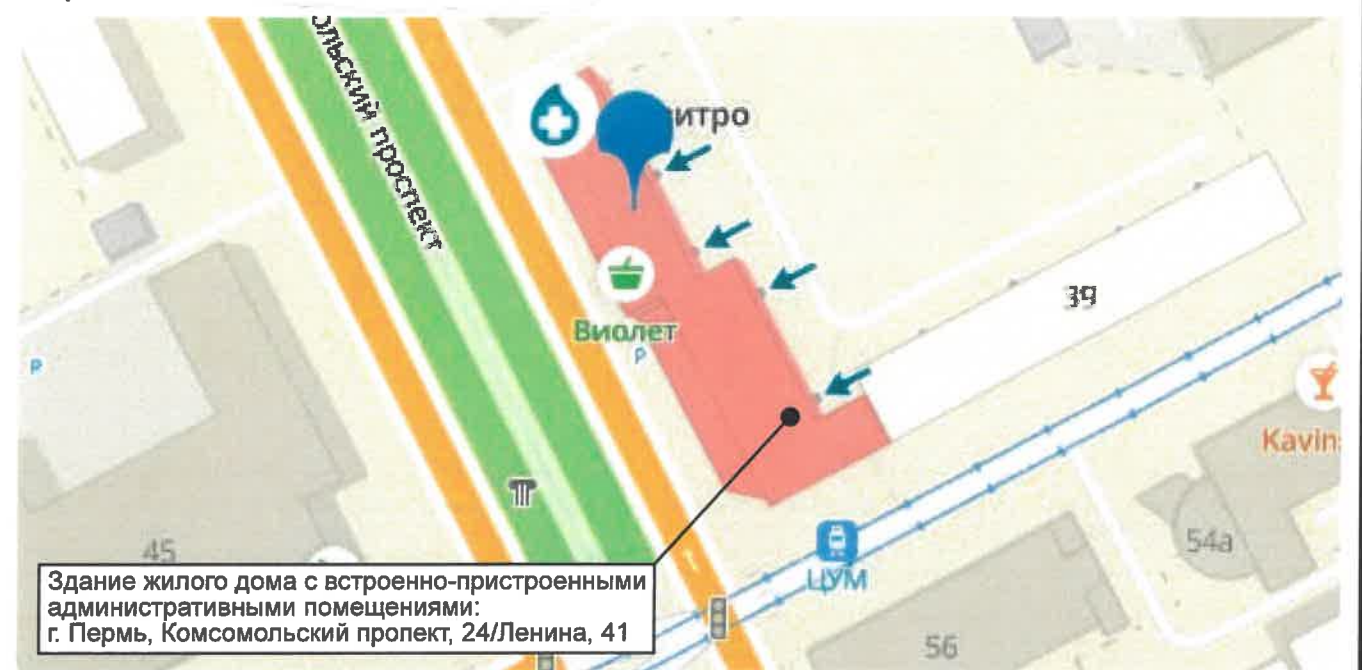 ольский проспект
итро
39
Виолет
P
P
Kavin
54а
45
ЦУМ
Здание жилого дома с встроенно-пристроенными
административными помещениями:
г. Пермь, Комсомольский пропект, 24/Ленина, 41
56